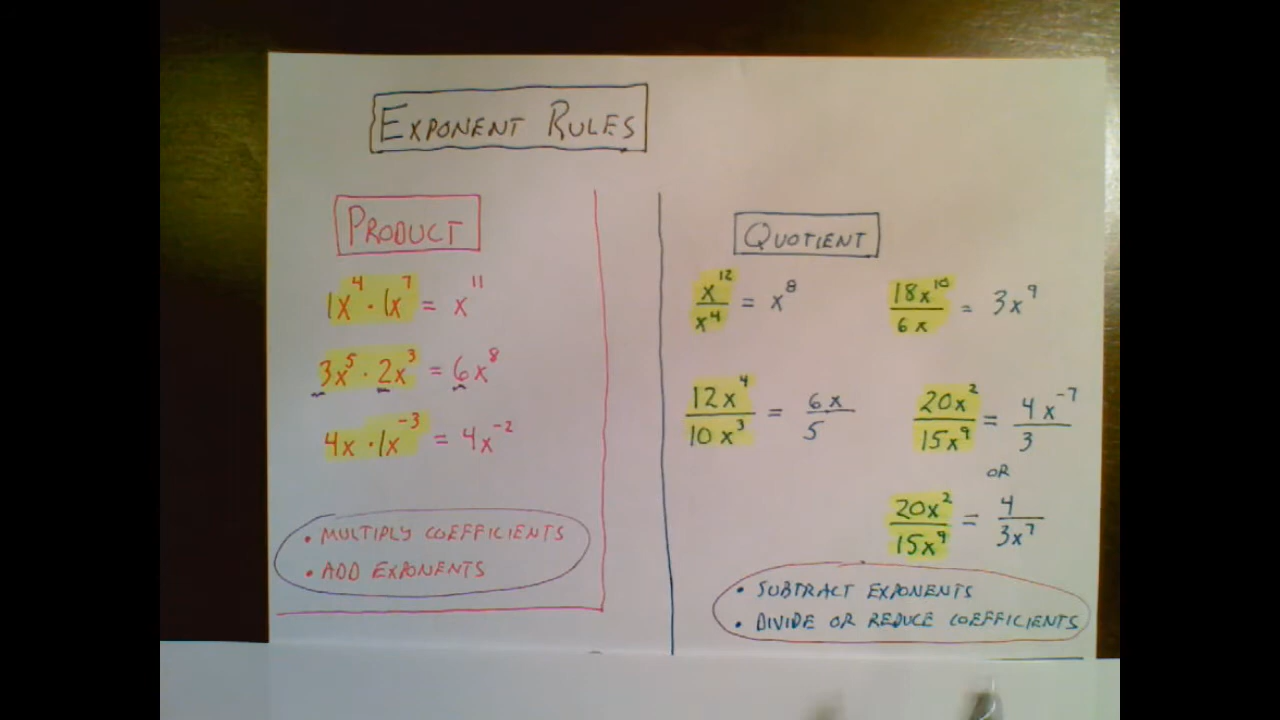 EXPONENT RULES
PRODUCT
1x⁴ · 1x⁷ = x¹¹
3x⁵ · 2x³ = 6x⁸
4x · 1x⁻³ = 4x⁻²
• MULTIPLY COEFFICIENTS
• ADD EXPONENTS
QUOTIENT
x¹²/x⁴ = x⁸
18x¹⁰/6x = 3x⁹
12x⁴/10x³ = 6x/5
20x²/15x⁹ = 4x⁻⁷/3
OR
20x²/15x⁹ = 4/3x⁷
• SUBTRACT EXPONENTS
• DIVIDE OR REDUCE COEFFICIENTS